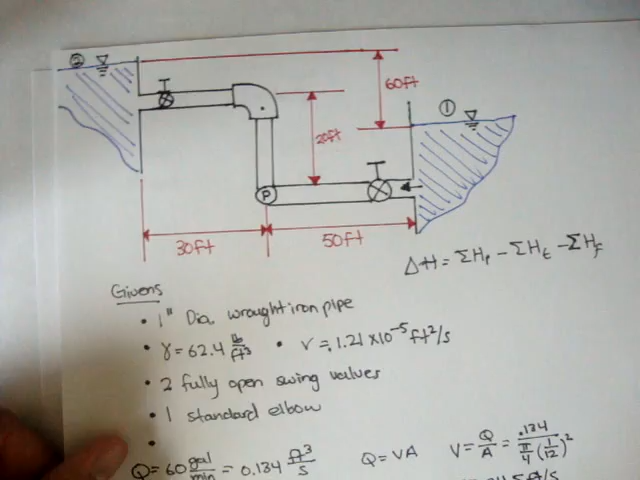 ②
60ft
①
20ft
P
30ft
50ft
ΔH = ΣHp - ΣHt - ΣHf
Givens
• 1" Dia. wrought iron pipe
• γ = 62.4 lb/ft³ • ν = 1.21 x10⁻⁵ ft²/s
• 2 fully open swing valves
• 1 standard elbow
•
Q = 60 gal/min = 0.134 ft³/s Q = VA V = Q/A = .134/(π/4 (1/12)²)